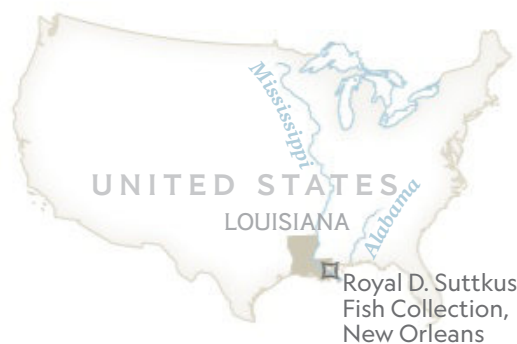 Mississippi
UNITED STATES
LOUISIANA
Alabama
Royal D. Suttkus
Fish Collection,
New Orleans